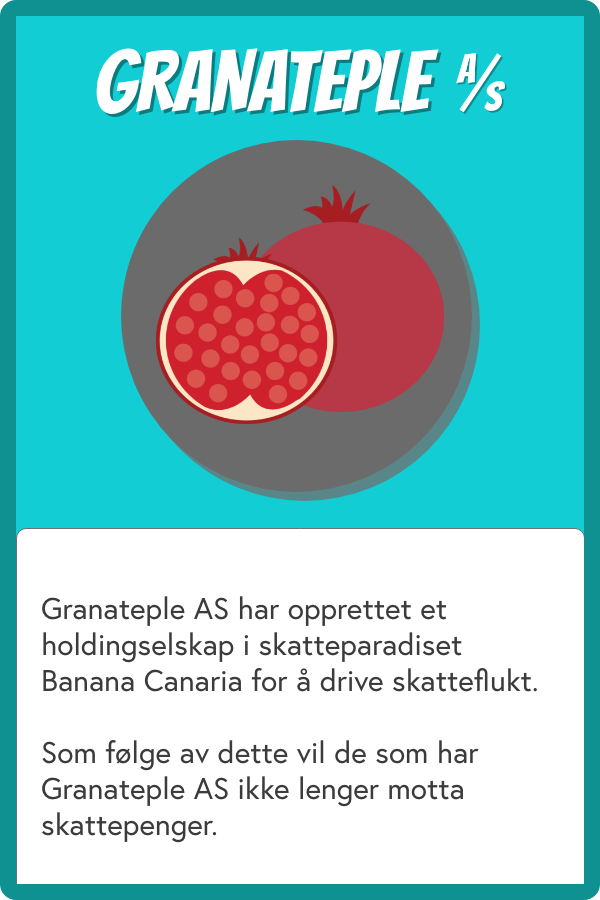 GRANATEPLE A/S
Granateple AS har opprettet et
holdingselskap i skatteparadiset
Banana Canaria for å drive skatteflukt.
Som følge av dette vil de som har
Granateple AS ikke lenger motta
skattepenger.